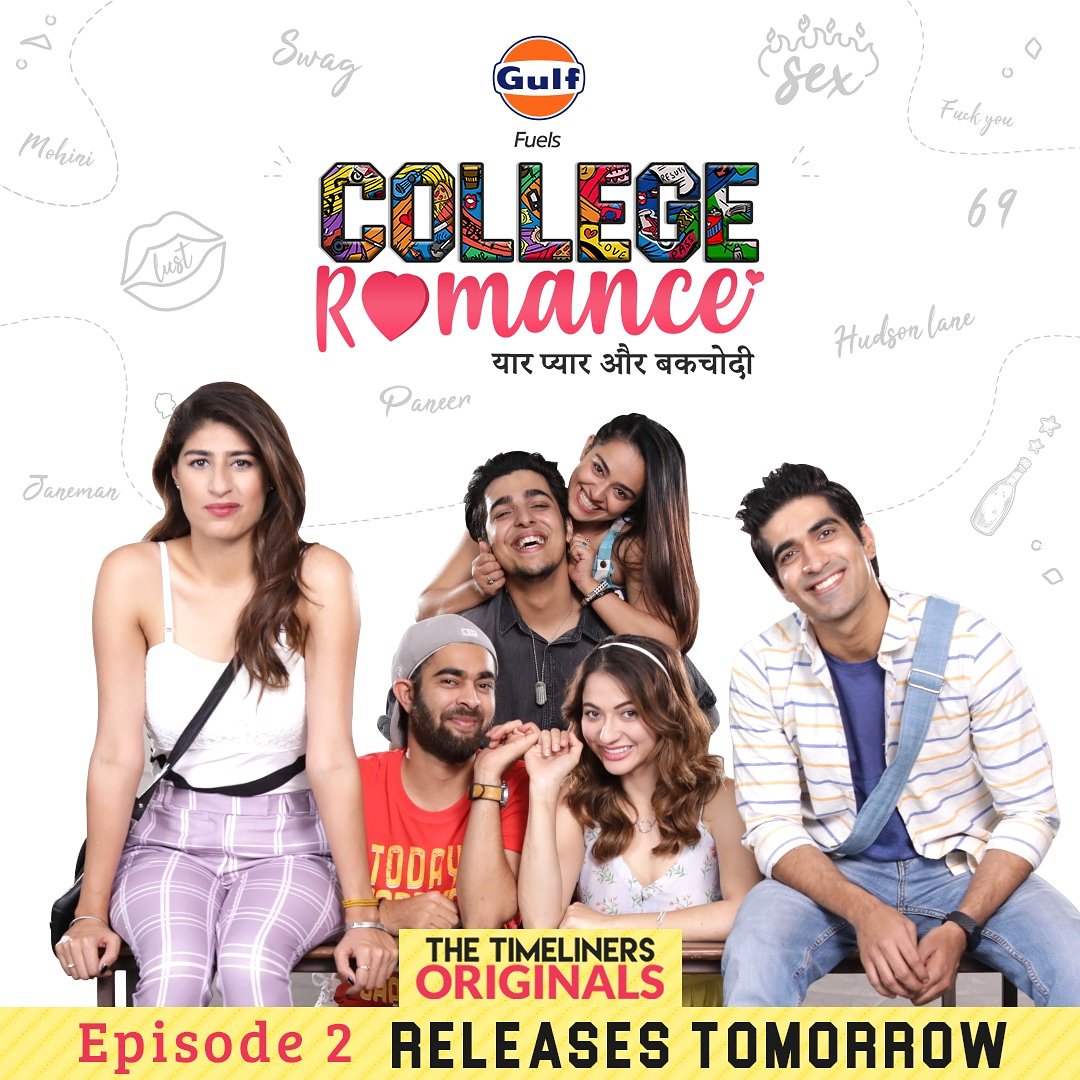 Swag
Gulf
Fuels
sex
Fuck you
Mohini
COLLEGE
Romance
यार प्यार और बकचोदी
69
lust
Hudson lane
Paneer
Janeman
TODAY
THE TIMELINERS
ORIGINALS
Episode 2 RELEASES TOMORROW